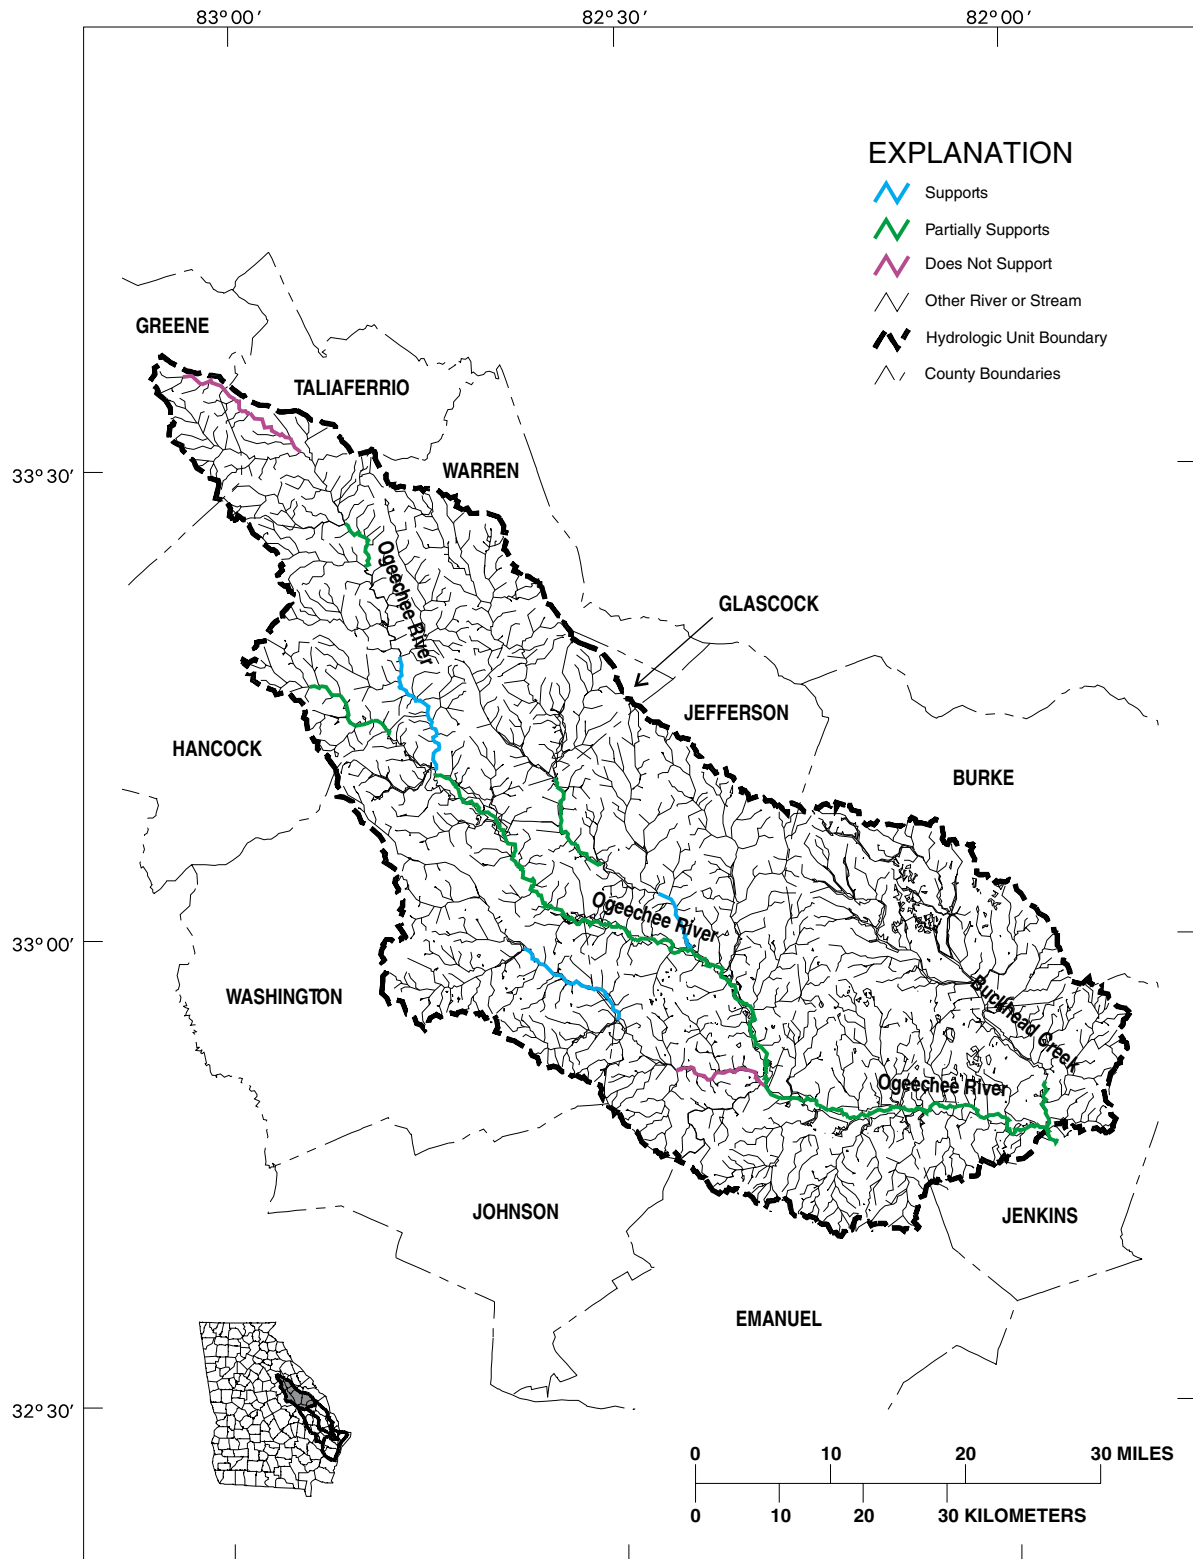 83°00′
82°30′
82°00′
EXPLANATION
Supports
Partially Supports
Does Not Support
Other River or Stream
Hydrologic Unit Boundary
County Boundaries
GREENE
TALIAFERRO
WARREN
33°30′
Ogeechee River
GLASCOCK
JEFFERSON
HANCOCK
BURKE
Ogeechee River
33°00′
WASHINGTON
Buckhead Creek
Ogeechee River
JOHNSON
JENKINS
EMANUEL
32°30′
0 10 20 30 MILES
0 10 20 30 KILOMETERS